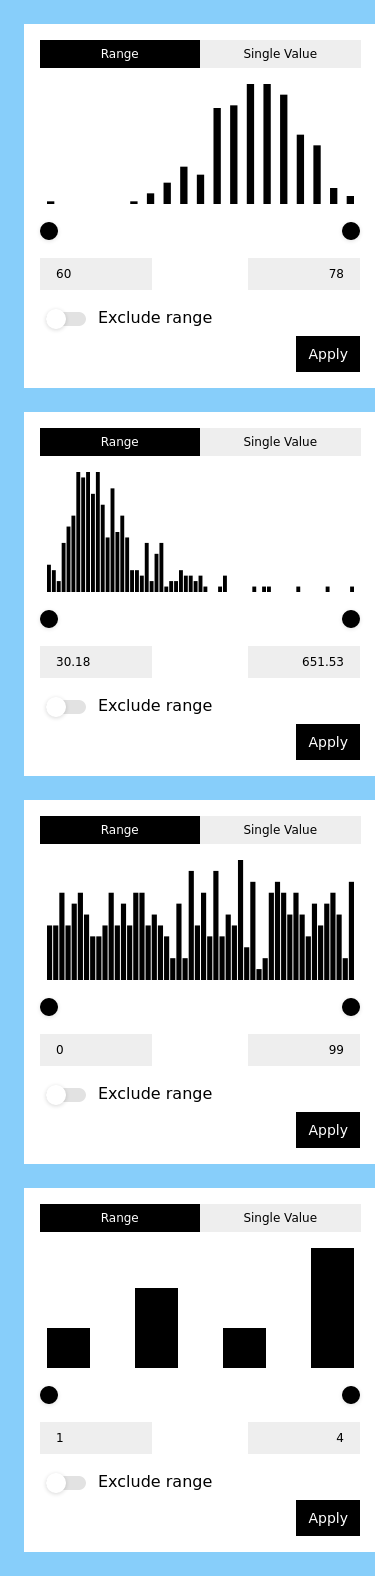 Range Single Value
60 78
Exclude range
Apply
Range Single Value
30.18 651.53
Exclude range
Apply
Range Single Value
0 99
Exclude range
Apply
Range Single Value
1 4
Exclude range
Apply